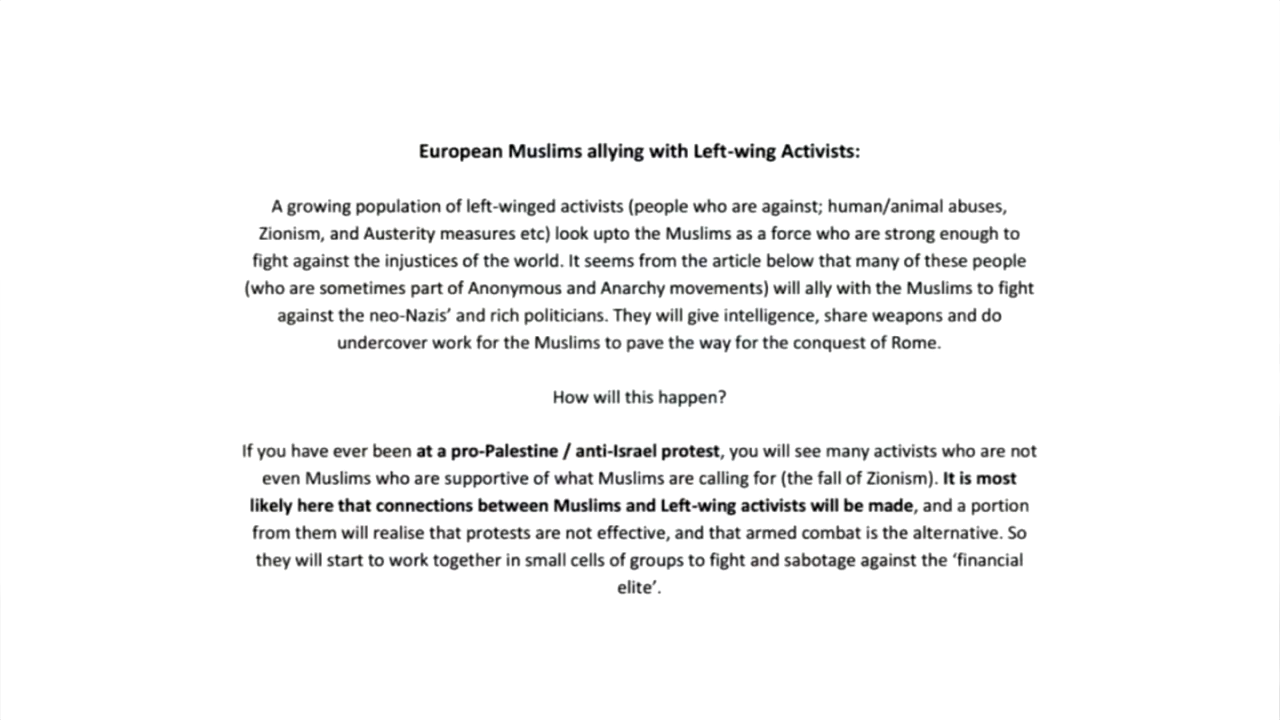 European Muslims allying with Left-wing Activists:
A growing population of left-winged activists (people who are against; human/animal abuses,
Zionism, and Austerity measures etc) look upto the Muslims as a force who are strong enough to
fight against the injustices of the world. It seems from the article below that many of these people
(who are sometimes part of Anonymous and Anarchy movements) will ally with the Muslims to fight
against the neo-Nazis’ and rich politicians. They will give intelligence, share weapons and do
undercover work for the Muslims to pave the way for the conquest of Rome.
How will this happen?
If you have ever been at a pro-Palestine / anti-Israel protest, you will see many activists who are not
even Muslims who are supportive of what Muslims are calling for (the fall of Zionism). It is most
likely here that connections between Muslims and Left-wing activists will be made, and a portion
from them will realise that protests are not effective, and that armed combat is the alternative. So
they will start to work together in small cells of groups to fight and sabotage against the ‘financial
elite’.